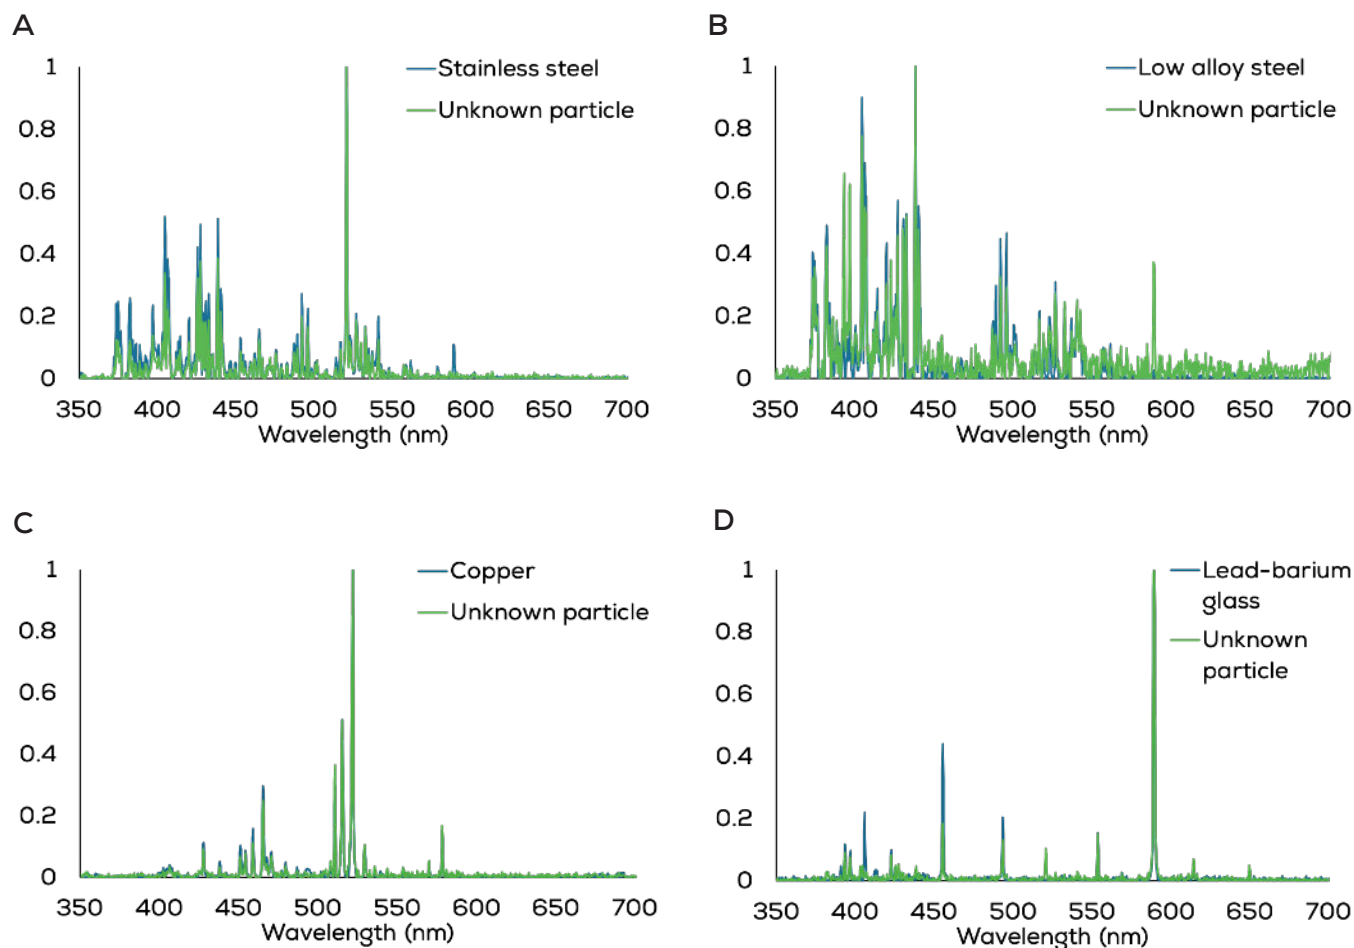 A
Stainless steel
Unknown particle
1
0.8
0.6
0.4
0.2
0
350 400 450 500 550 600 650 700
Wavelength (nm)
B
Low alloy steel
Unknown particle
1
0.8
0.6
0.4
0.2
0
350 400 450 500 550 600 650 700
Wavelength (nm)
C
Copper
Unknown particle
1
0.8
0.6
0.4
0.2
0
350 400 450 500 550 600 650 700
Wavelength (nm)
D
Lead-barium
glass
Unknown
particle
1
0.8
0.6
0.4
0.2
0
350 400 450 500 550 600 650 700
Wavelength (nm)